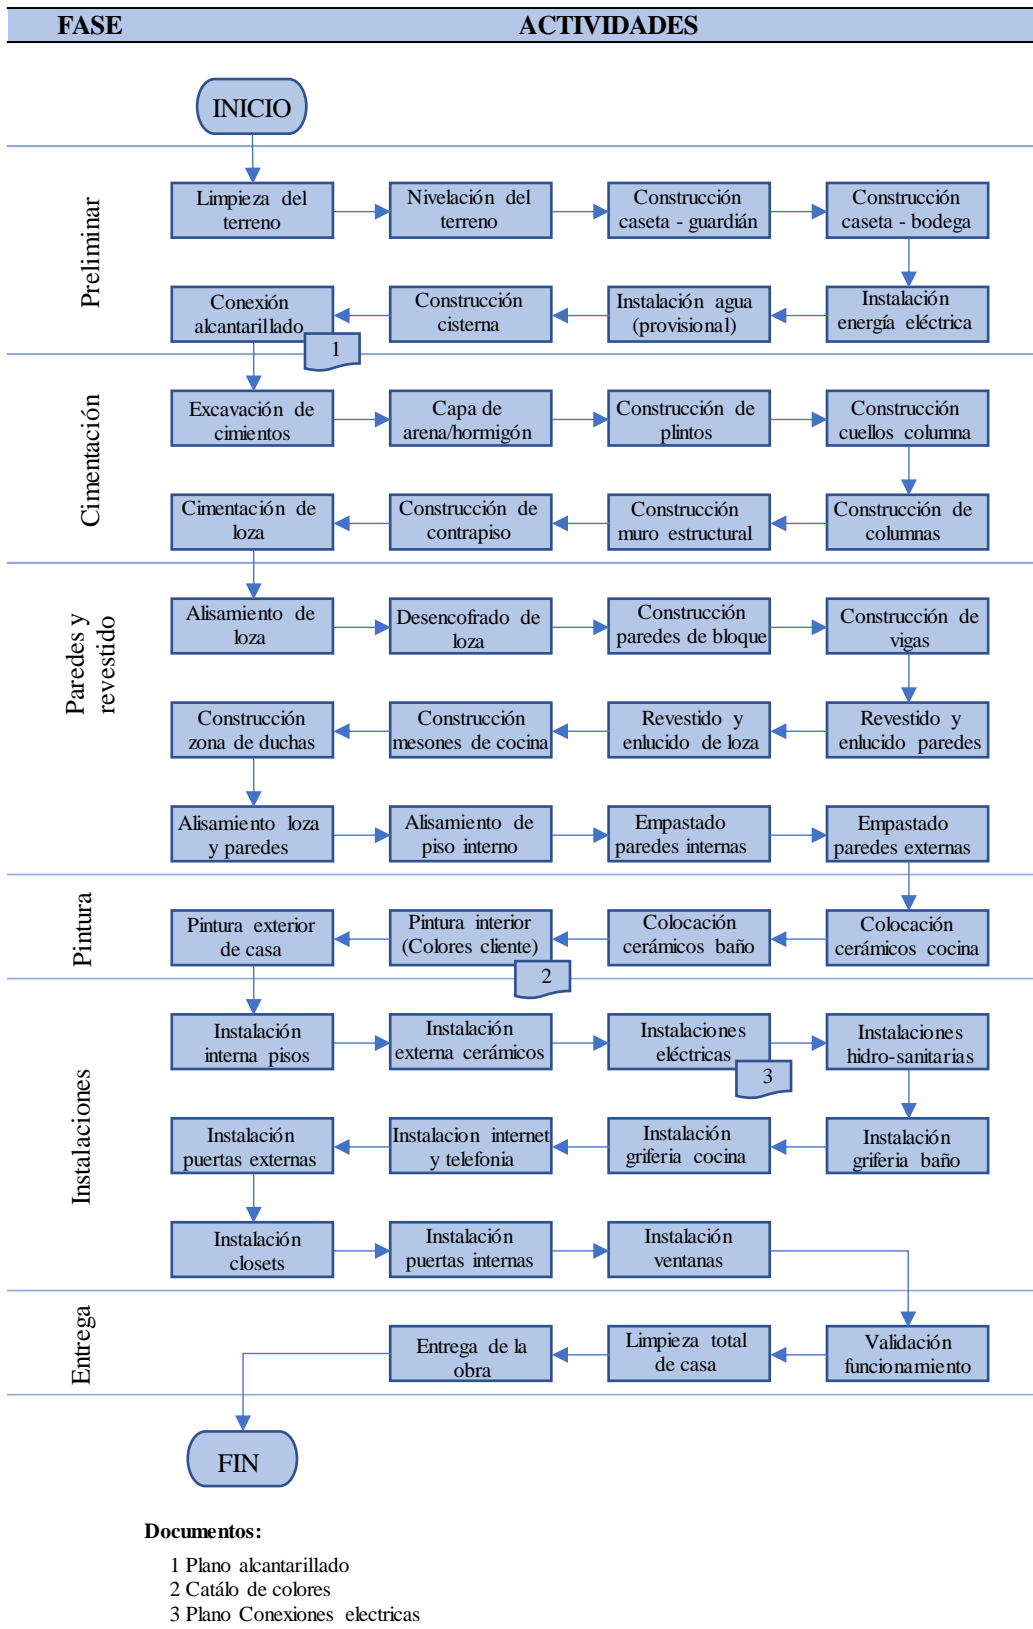 FASE ACTIVIDADES
INICIO
Preliminar
Limpieza del
terreno
Nivelación del
terreno
Construcción
caseta - guardián
Construcción
caseta - bodega
Instalación
energía eléctrica
Instalación agua
(provisional)
Construcción
cisterna
Conexión
alcantarillado
1
Cimentación
Excavación de
cimientos
Capa de
arena/hormigón
Construcción de
plintos
Construcción
cuellos columna
Construcción de
columnas
Construcción
muro estructural
Construcción de
contrapiso
Cimentación de
loza
Paredes y
revestido
Alisamiento de
loza
Desencofrado de
loza
Construcción
paredes de bloque
Construcción de
vigas
Revestido y
enlucido paredes
Revestido y
enlucido de loza
Construcción
mesones de cocina
Construcción
zona de duchas
Alisamiento loza
y paredes
Alisamiento de
piso interno
Empastado
paredes internas
Empastado
paredes externas
Pintura
Colocación
cerámicos cocina
Colocación
cerámicos baño
Pintura interior
(Colores cliente)
2
Pintura exterior
de casa
Instalaciones
Instalación
interna pisos
Instalación
externa cerámicos
Instalaciones
eléctricas
3
Instalaciones
hidro-sanitarias
Instalación
griferia baño
Instalación
griferia cocina
Instalacion internet
y telefonia
Instalación
puertas externas
Instalación
closets
Instalación
puertas internas
Instalación
ventanas
Entrega
Validación
funcionamiento
Limpieza total
de casa
Entrega de la
obra
FIN
Documentos:
1 Plano alcantarillado
2 Catálo de colores
3 Plano Conexiones electricas